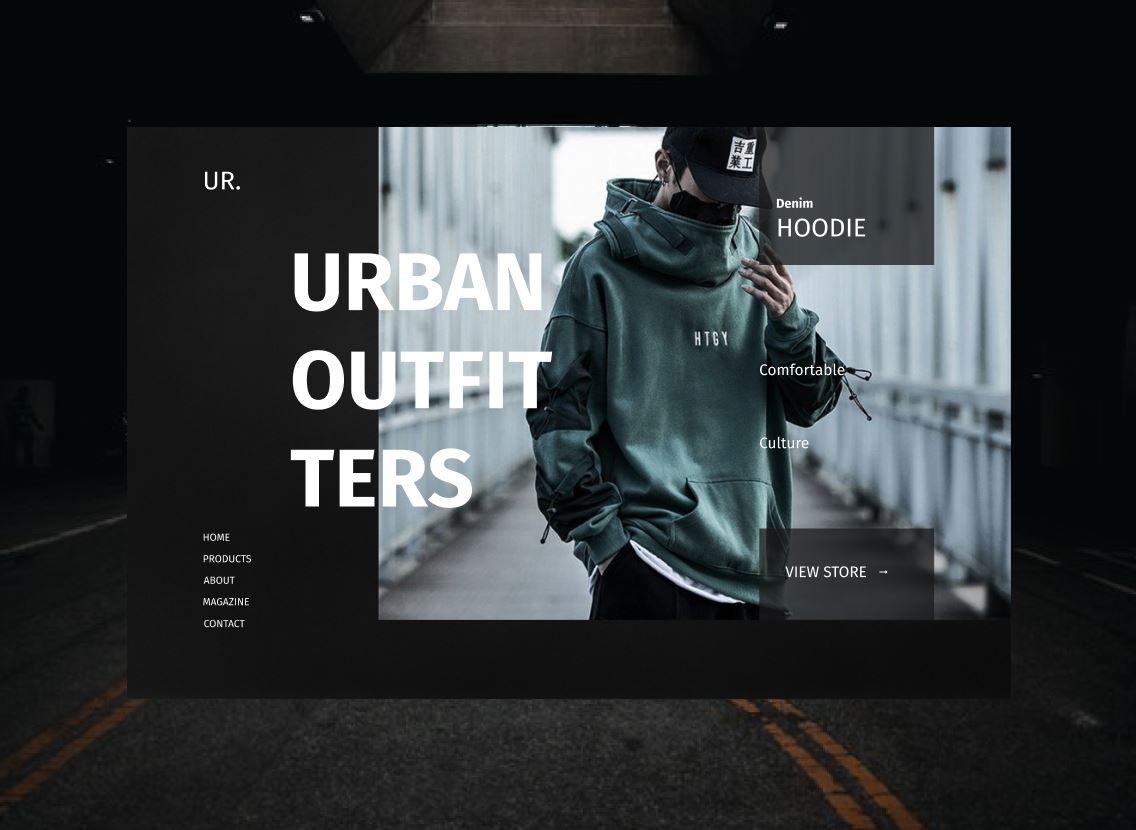 UR.
URBAN
OUTFIT
TERS
HOME
PRODUCTS
ABOUT
MAGAZINE
CONTACT
吉重
業工
Denim
HOODIE
HTGY
Comfortable
Culture
VIEW STORE →